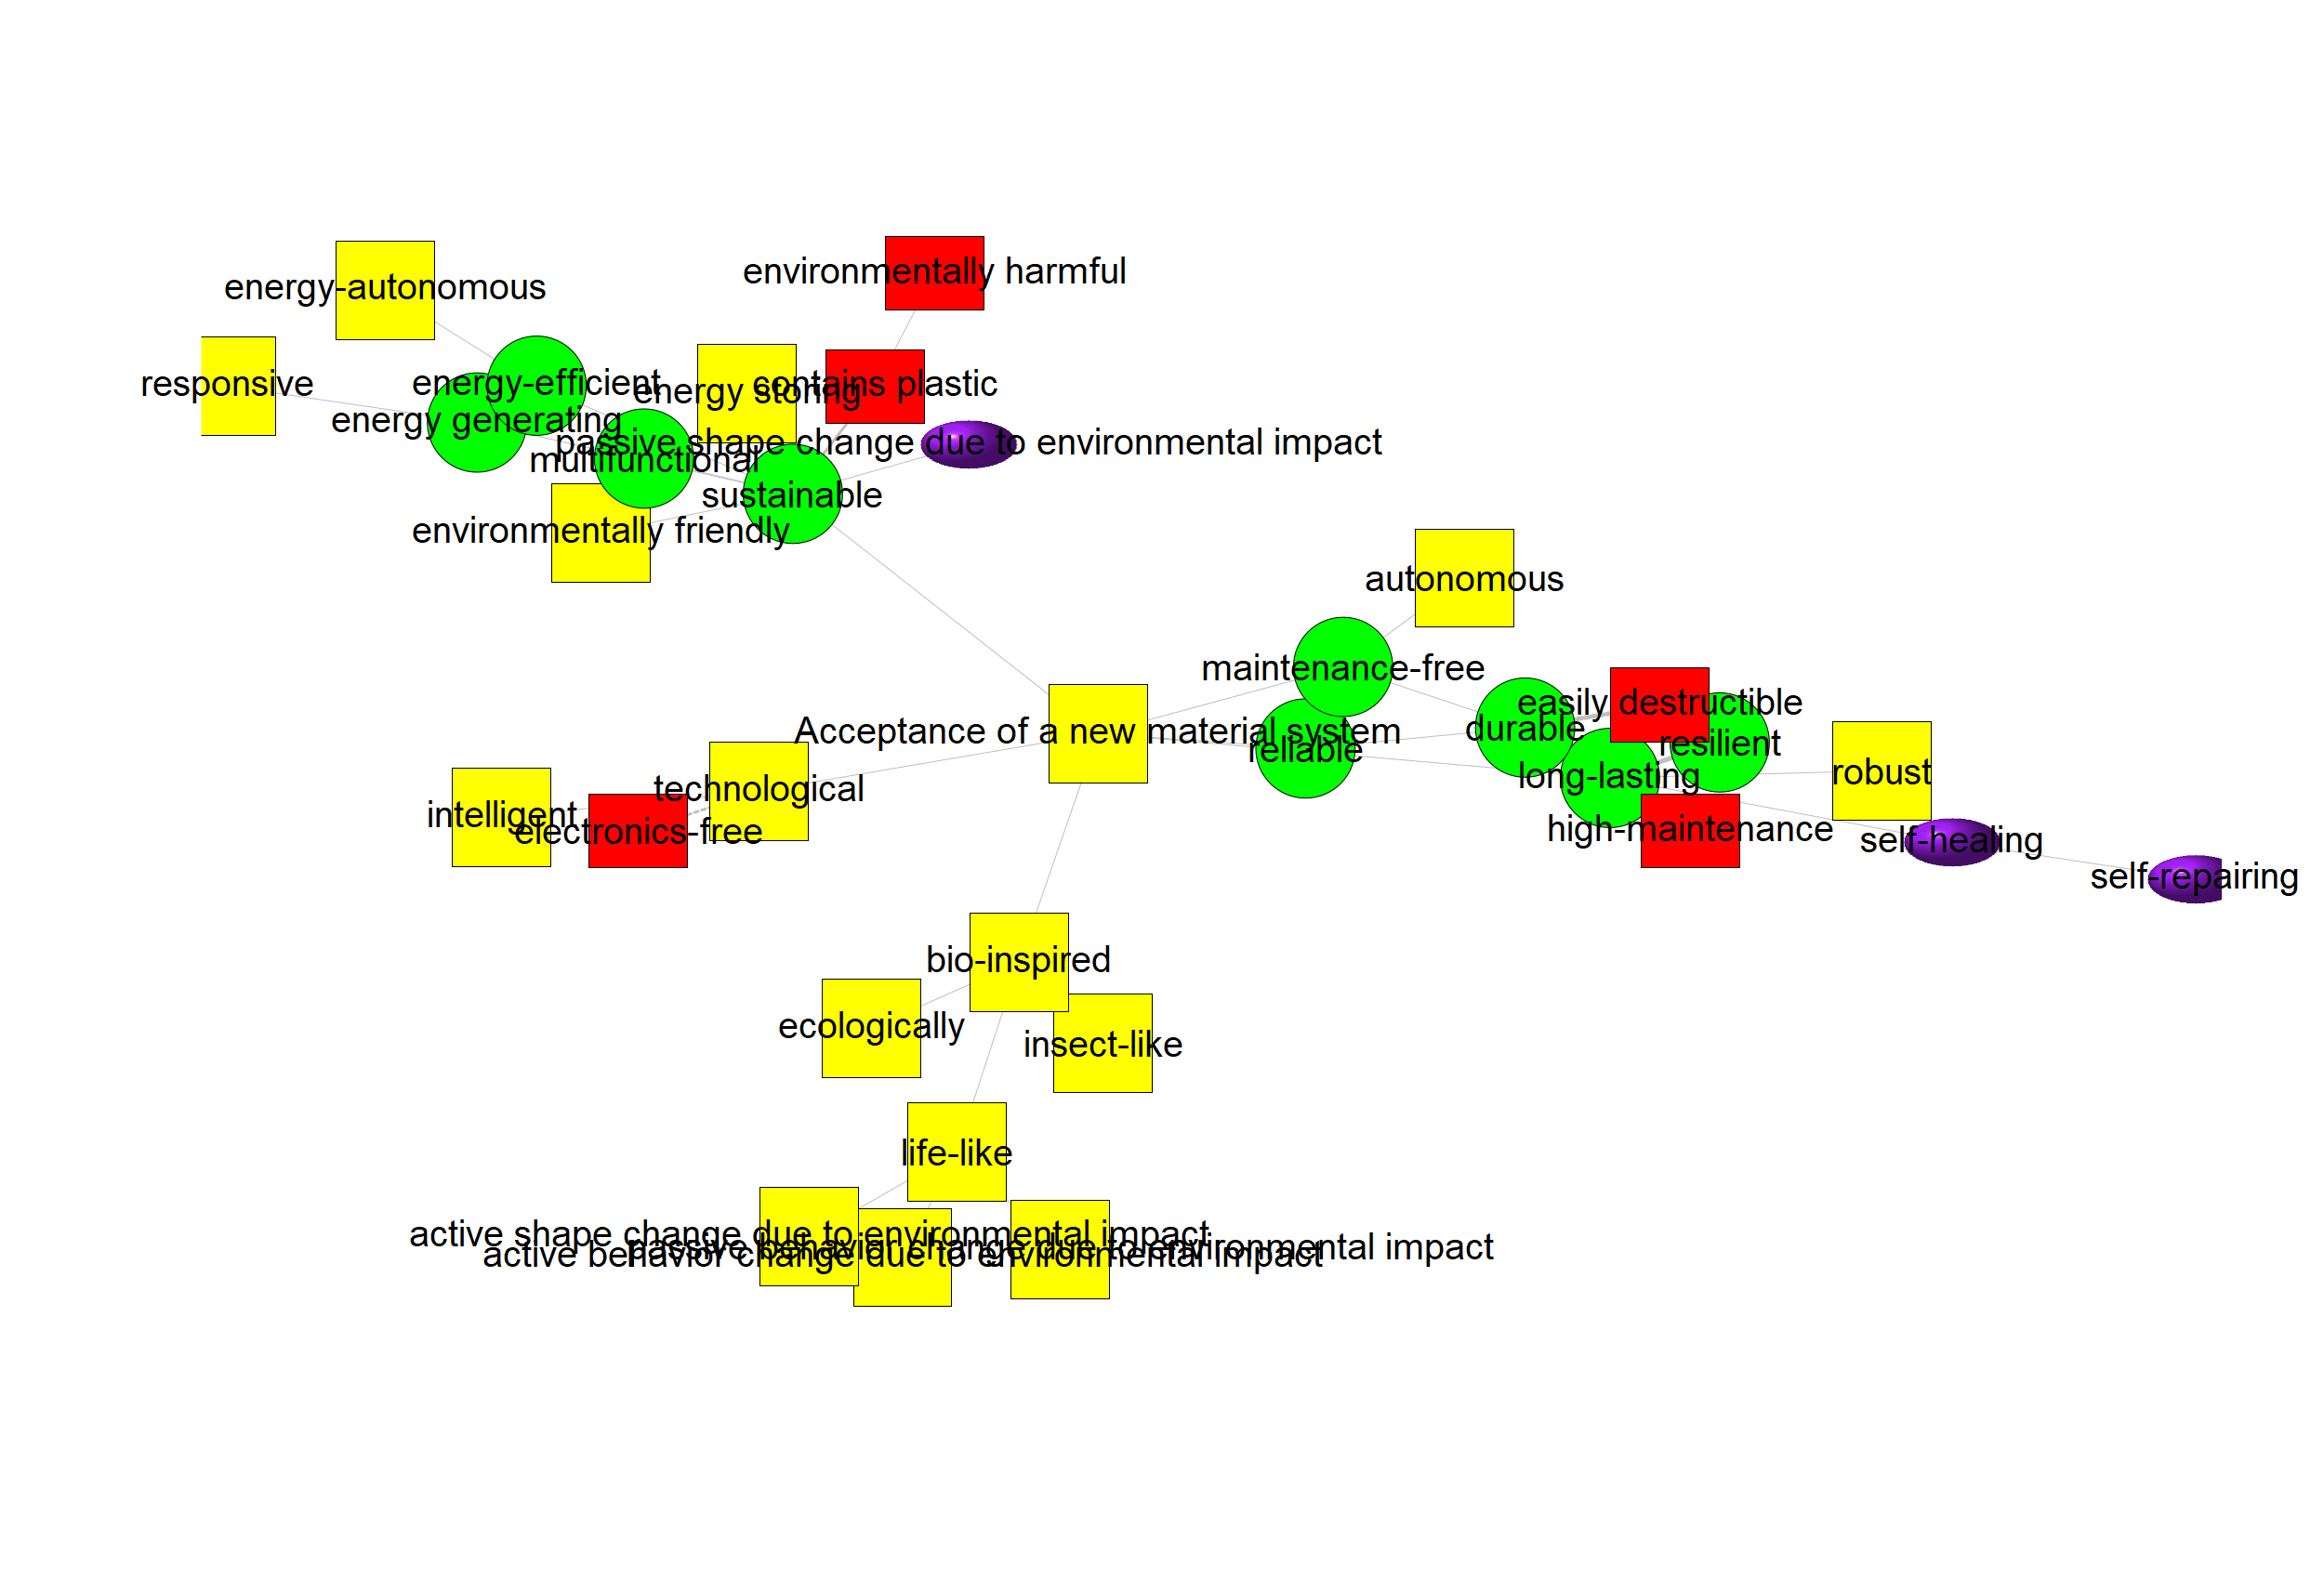 environmentally harmful
energy-autonomous
responsive
energy-efficient
energy storing
contains plastic
energy generating
passive shape change due to environmental impact
multifunctional
sustainable
environmentally friendly
autonomous
maintenance-free
easily destructible
Acceptance of a new material system
durable
resilient
reliable
robust
long-lasting
technological
intelligent
electronics-free
high-maintenance
self-healing
self-repairing
bio-inspired
ecologically
insect-like
life-like
active shape change due to environmental impact
passive behavior change due to environmental impact
active behavior change due to environmental impact